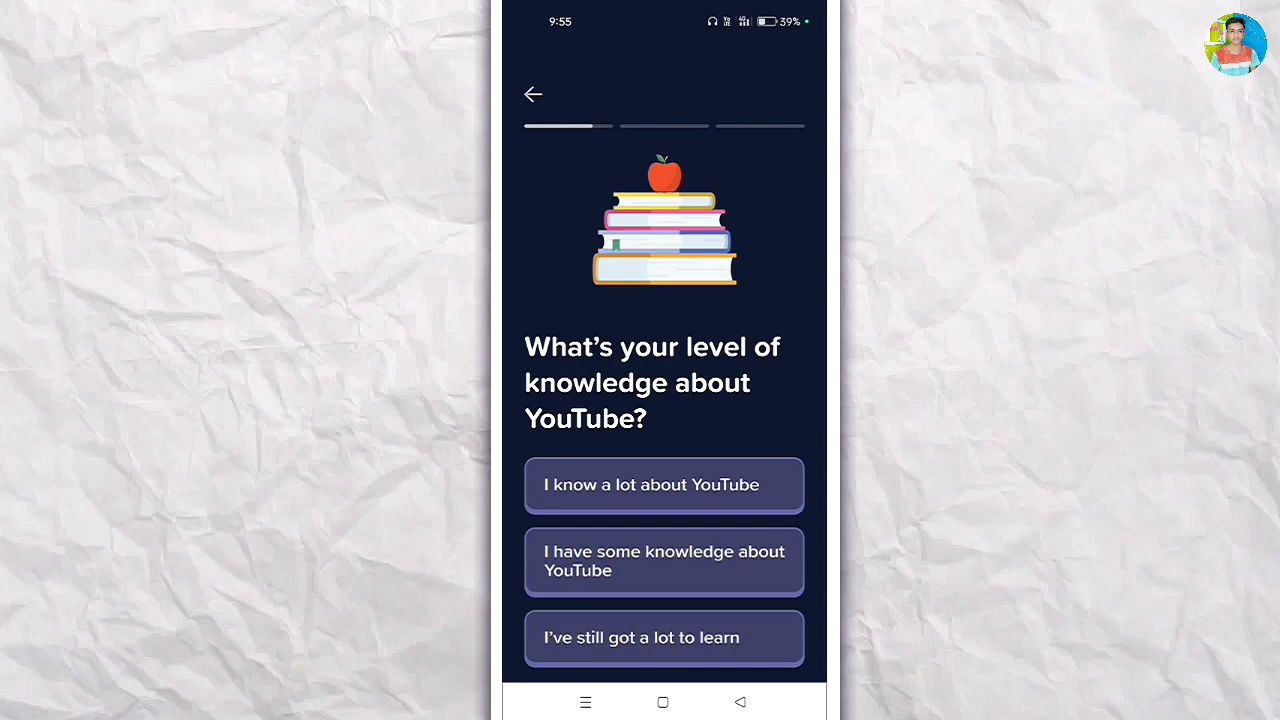 9:55
39%
What's your level of
knowledge about
YouTube?
I know a lot about YouTube
I have some knowledge about
YouTube
I've still got a lot to learn